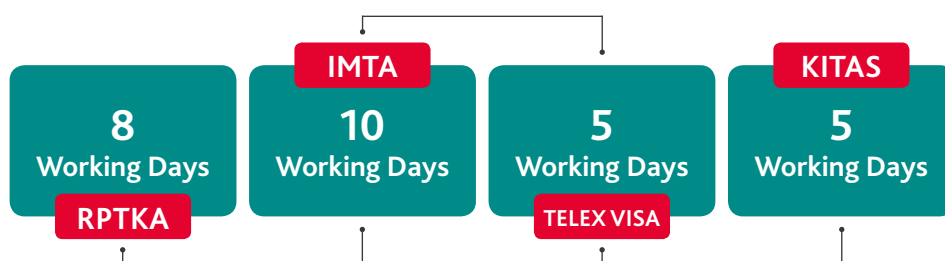 8
Working Days
RPTKA
IMTA
10
Working Days
5
Working Days
TELEX VISA
KITAS
5
Working Days